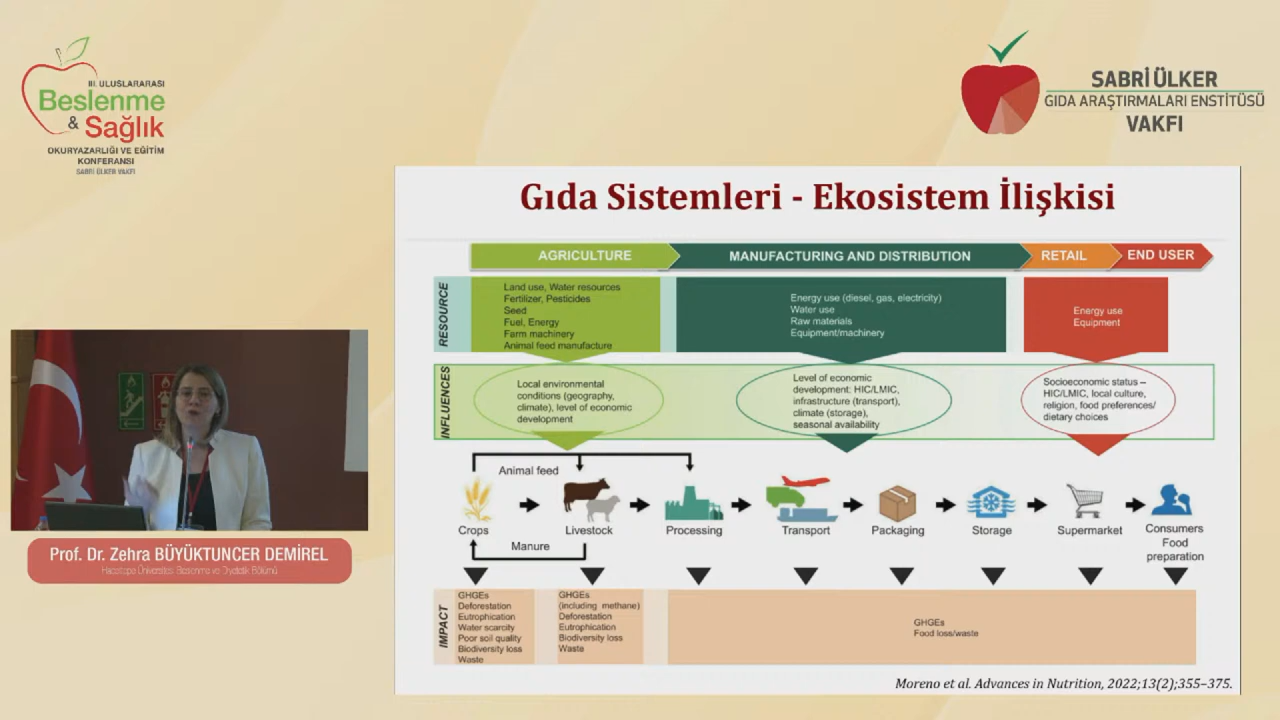 III. ULUSLARARASI
Beslenme
& Sağlık
OKURYAZARLIĞI VE EĞİTİM
KONFERANSI
SABRİ ÜLKER VAKFI
SABRİ ÜLKER
GIDA ARAŞTIRMALARI ENSTİTÜSÜ
VAKFI
Gıda Sistemleri - Ekosistem İlişkisi
AGRICULTURE
MANUFACTURING AND DISTRIBUTION
RETAIL
END USER
RESOURCE
Land use, Water resources
Fertilizer, Pesticides
Seed
Fuel, Energy
Farm machinery
Animal feed manufacture
Energy use (diesel, gas, electricity)
Water use
Raw materials
Equipment/machinery
Energy use
Equipment
INFLUENCES
Local environmental
conditions (geography,
climate), level of economic
development
Level of economic
development: HIC/LMIC,
infrastructure (transport),
climate (storage),
seasonal availability
Socioeconomic status –
HIC/LMIC, local culture,
religion, food preferences/
dietary choices
Animal feed
Crops
Livestock
Processing
Transport
Packaging
Storage
Supermarket
Consumers
Food
preparation
Manure
IMPACT
GHGEs
Deforestation
Eutrophication
Water scarcity
Poor soil quality
Biodiversity loss
Waste
GHGEs
(including methane)
Deforestation
Eutrophication
Biodiversity loss
Waste
GHGEs
Food loss/waste
Moreno et al. Advances in Nutrition, 2022;13(2);355–375.
Prof. Dr. Zehra BÜYÜKTUNCER DEMİREL
Hacettepe Üniversitesi Beslenme ve Diyetetik Bölümü